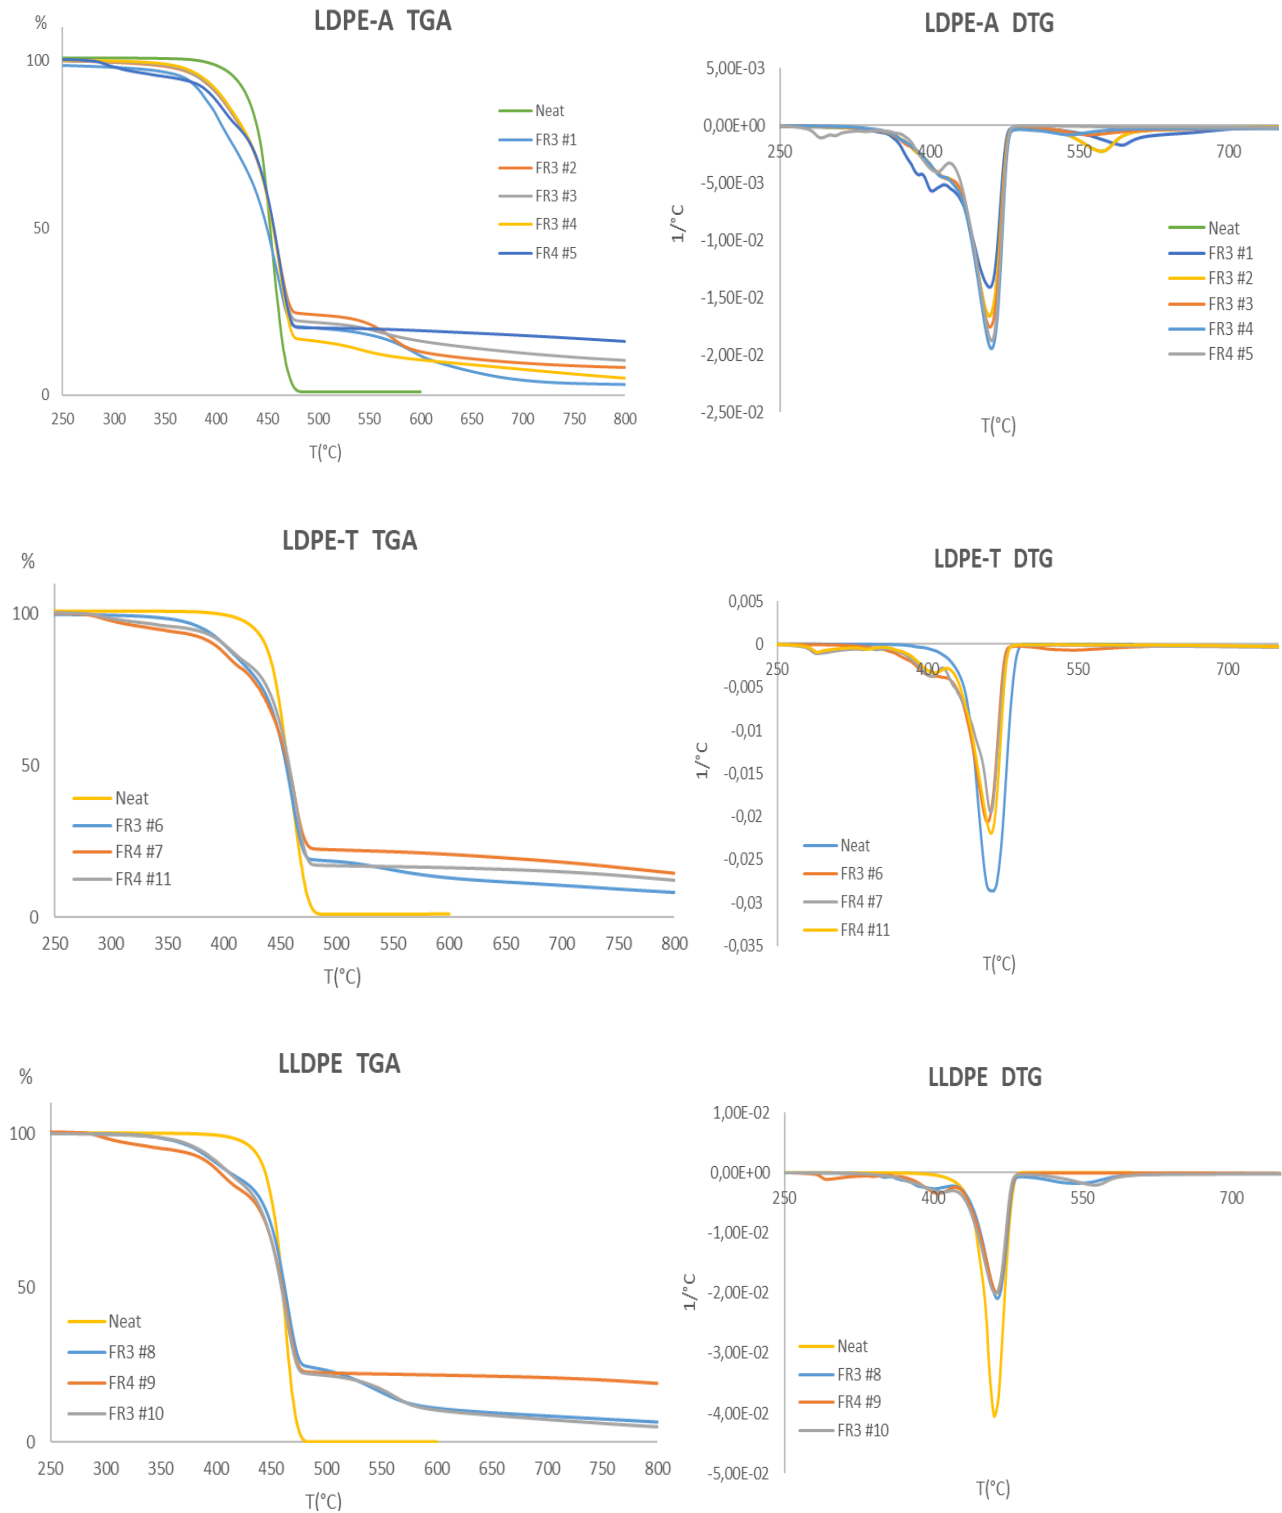 LDPE-A TGA
%
100
50
0
250 300 350 400 450 500 550 600 650 700 750 800
T(°C)
Neat
FR3 #1
FR3 #2
FR3 #3
FR3 #4
FR4 #5
LDPE-A DTG
5,00E-03
0,00E+00
-5,00E-03
-1,00E-02
-1,50E-02
-2,00E-02
-2,50E-02
250 400 550 700
1/°C
T(°C)
Neat
FR3 #1
FR3 #2
FR3 #3
FR3 #4
FR4 #5
LDPE-T TGA
%
100
50
0
250 300 350 400 450 500 550 600 650 700 750 800
T(°C)
Neat
FR3 #6
FR4 #7
FR4 #11
LDPE-T DTG
0,005
0
-0,005
-0,01
-0,015
-0,02
-0,025
-0,03
-0,035
250 400 550 700
1/°C
T(°C)
Neat
FR3 #6
FR4 #7
FR4 #11
LLDPE TGA
%
100
50
0
250 300 350 400 450 500 550 600 650 700 750 800
T(°C)
Neat
FR3 #8
FR4 #9
FR3 #10
LLDPE DTG
1,00E-02
0,00E+00
-1,00E-02
-2,00E-02
-3,00E-02
-4,00E-02
-5,00E-02
250 400 550 700
1/°C
T(°C)
Neat
FR3 #8
FR4 #9
FR3 #10